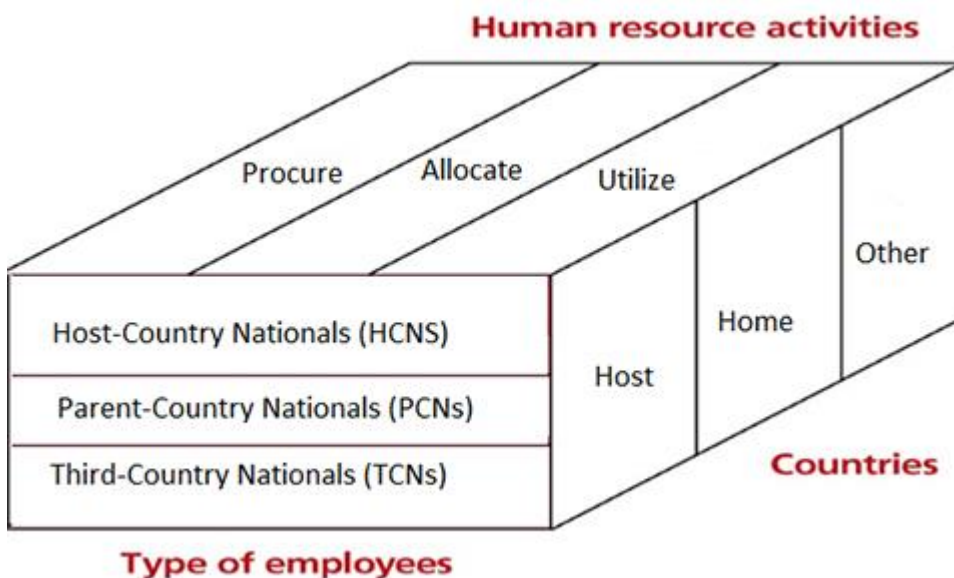 Human resource activities
Procure
Allocate
Utilize
Other
Home
Host
Host-Country Nationals (HCNS)
Parent-Country Nationals (PCNs)
Third-Country Nationals (TCNs)
Countries
Type of employees